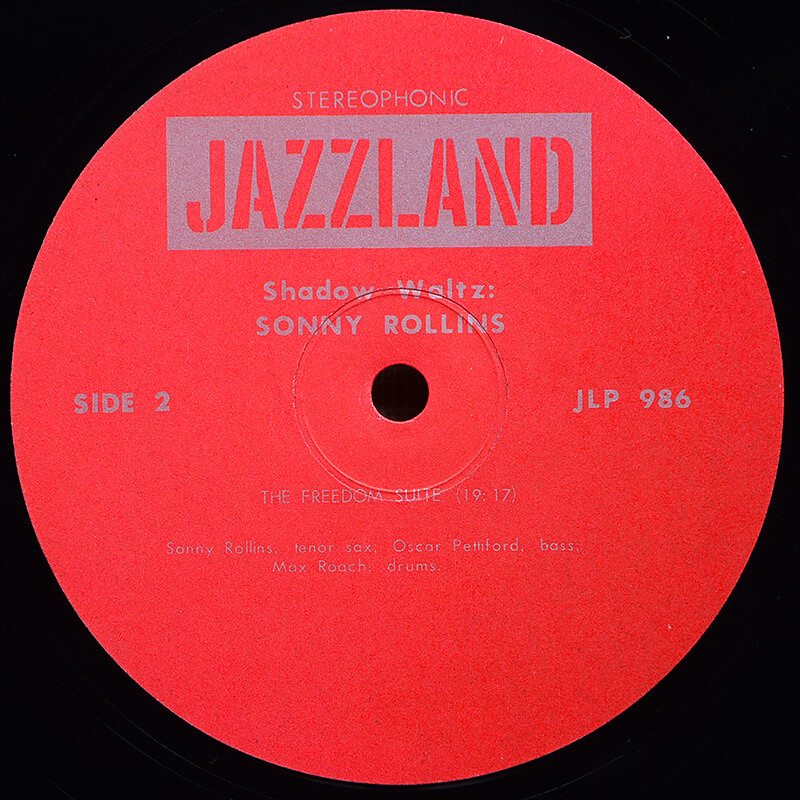 STEREOPHONIC
JAZZLAND
Shadow Waltz:
SONNY ROLLINS
SIDE 2
JLP 986
THE FREEDOM SUITE (19:17)
Sonny Rollins, tenor sax; Oscar Pettiford, bass;
Max Roach; drums.